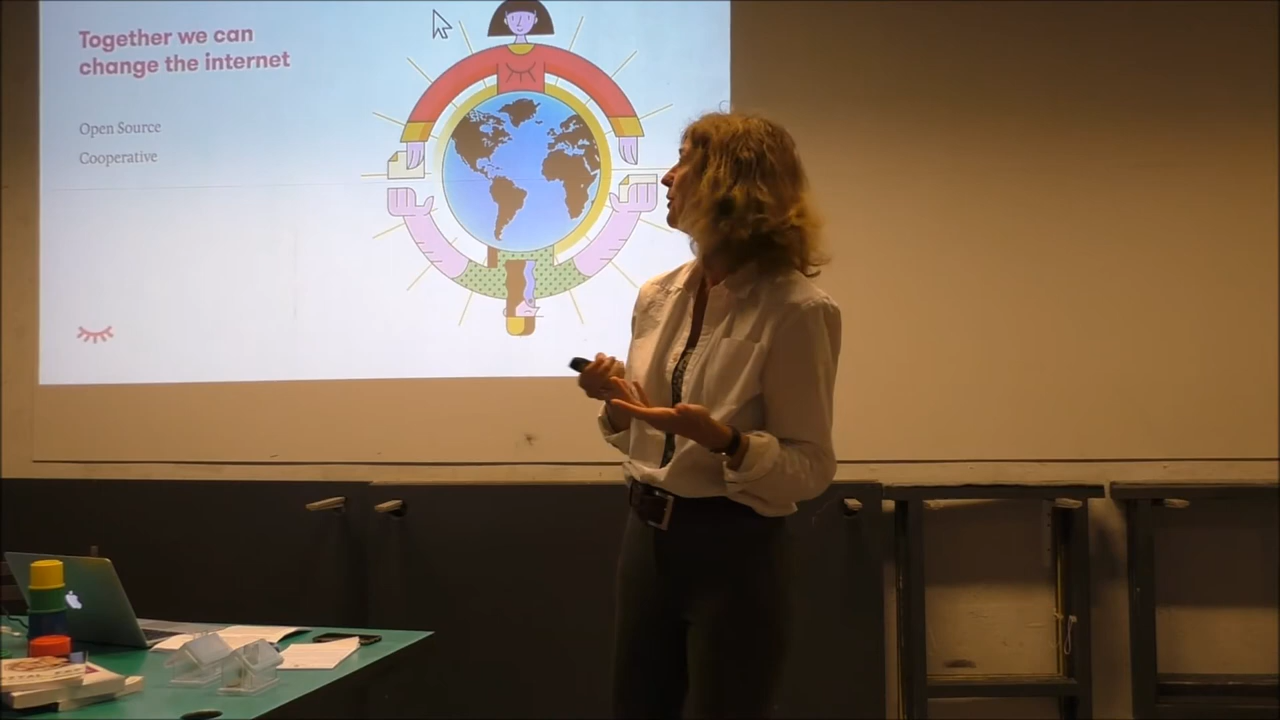 Together we can
change the internet
Open Source
Cooperative